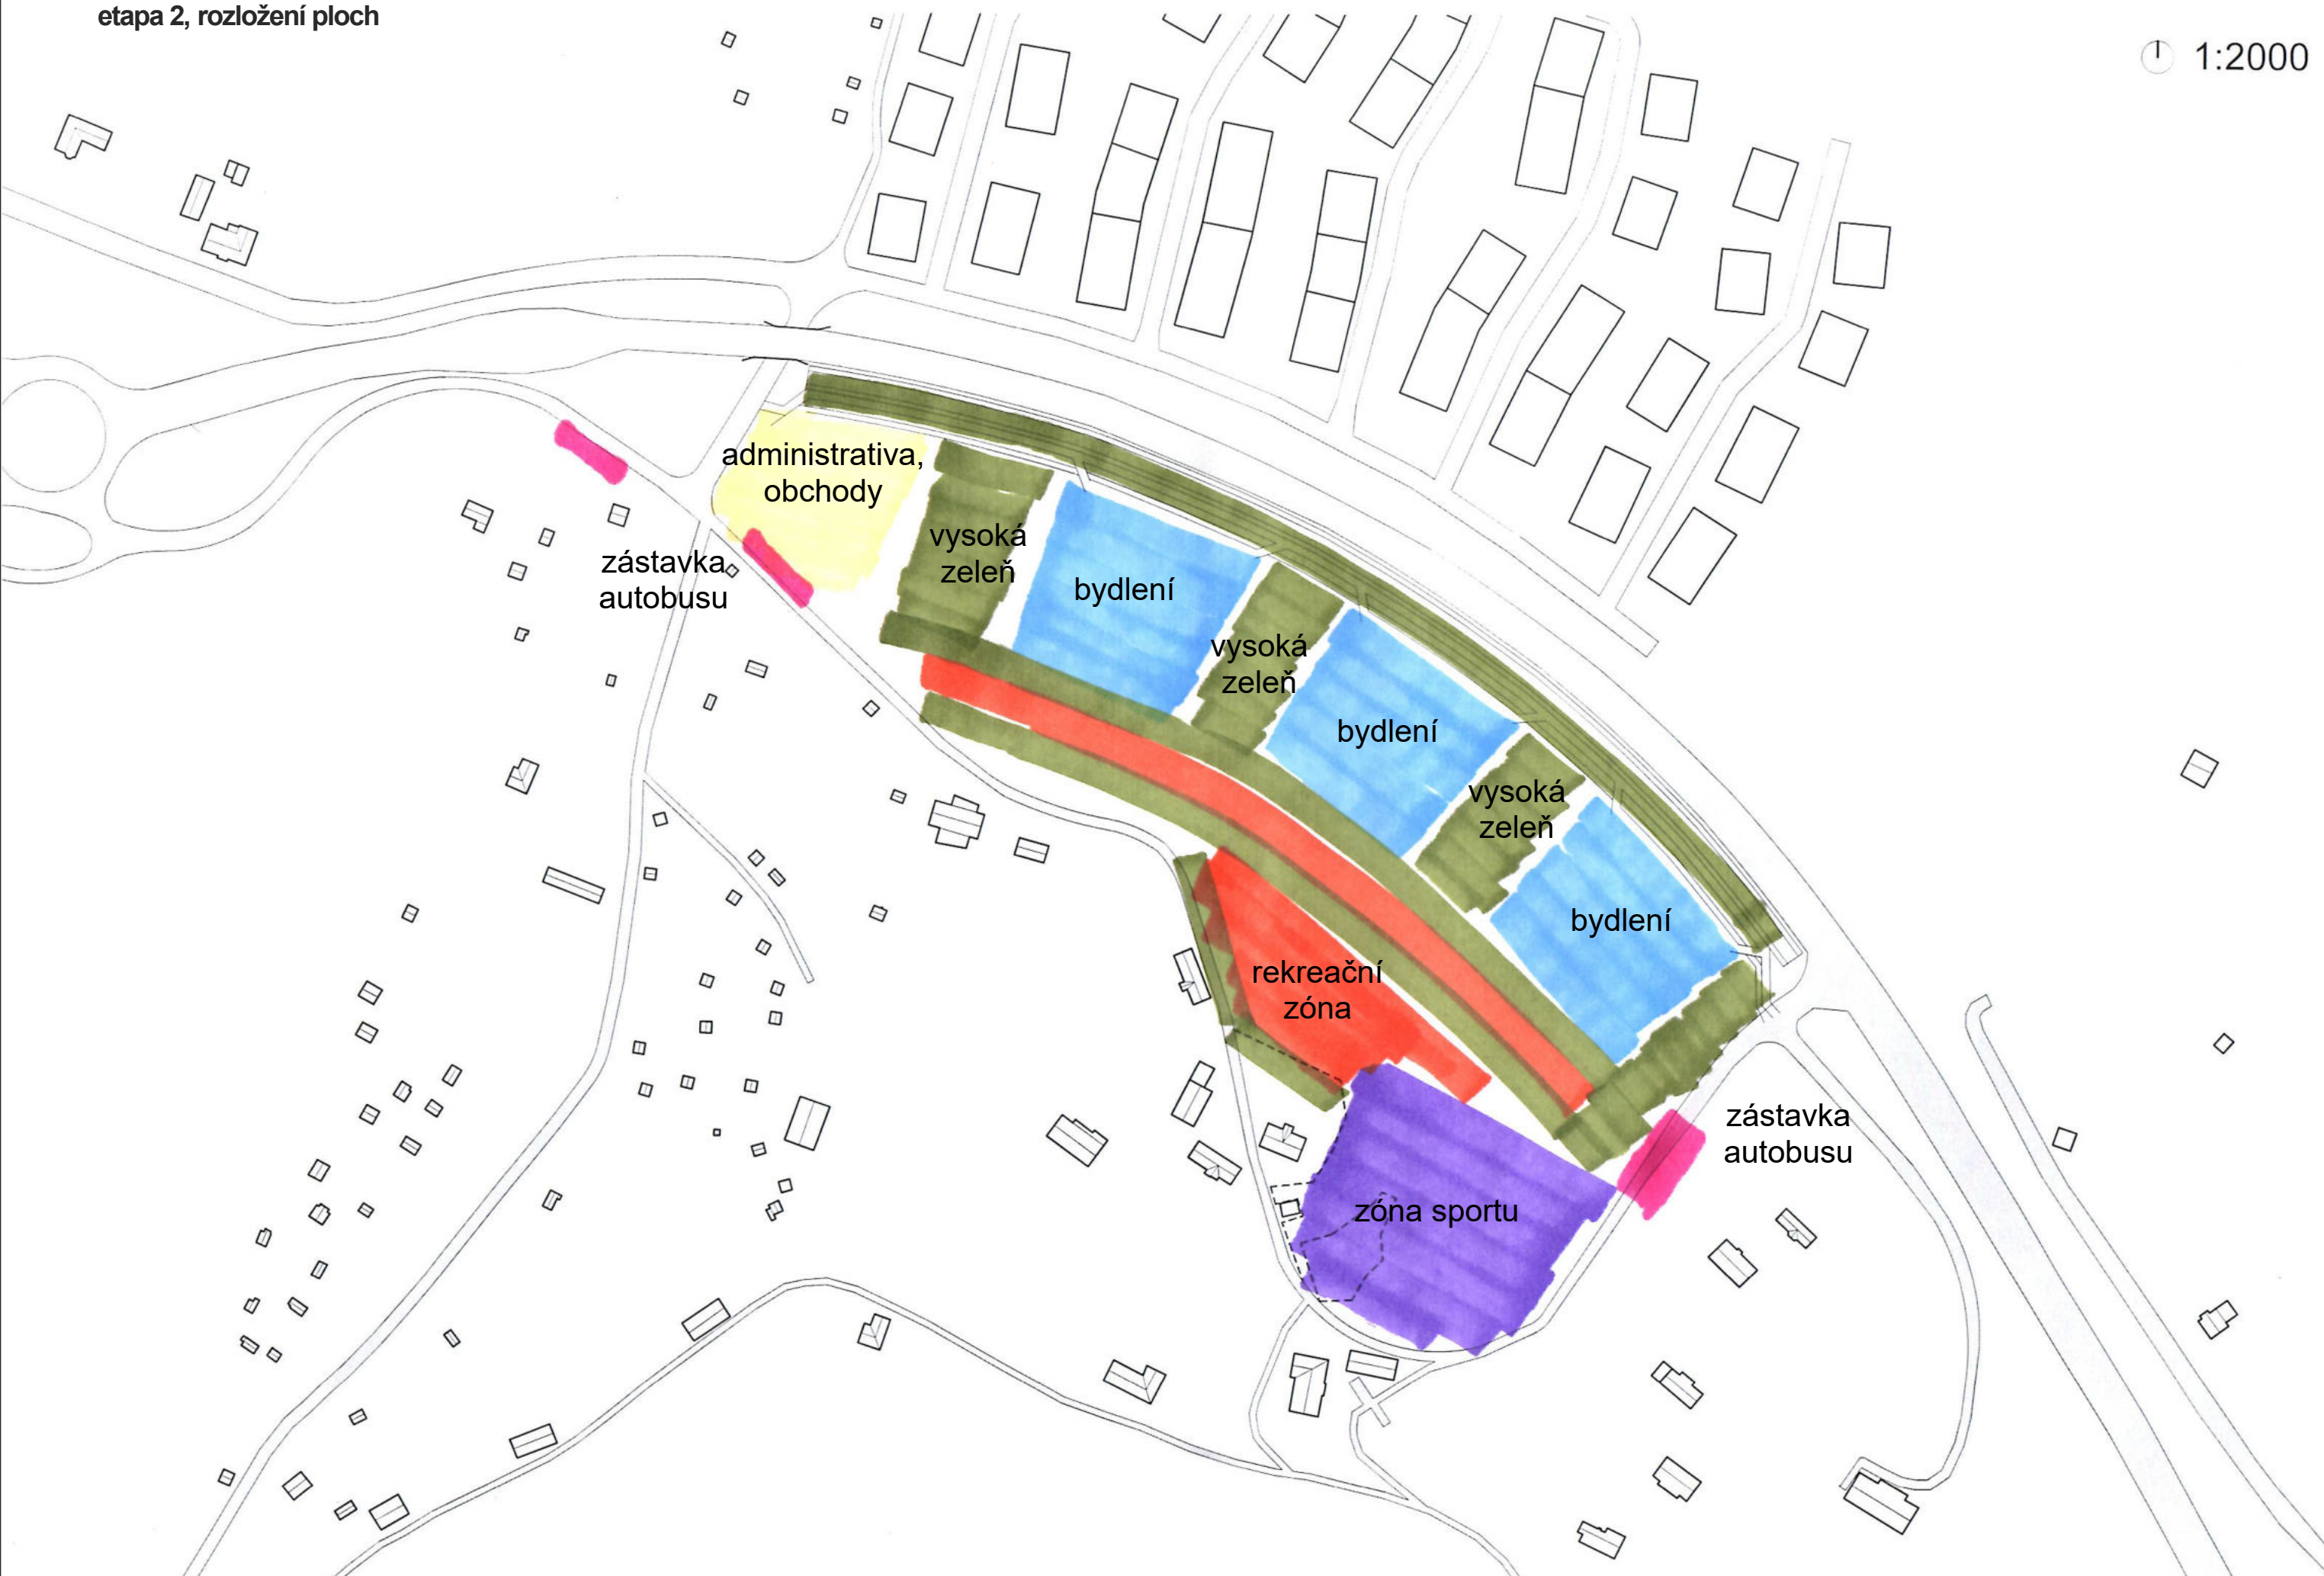 etapa 2, rozložení ploch
1:2000
administrativa,
obchody
vysoká
zeleň
bydlení
zástavka
autobusu
vysoká
zeleň
bydlení
vysoká
zeleň
bydlení
rekreační
zóna
zástavka
autobusu
zóna sportu